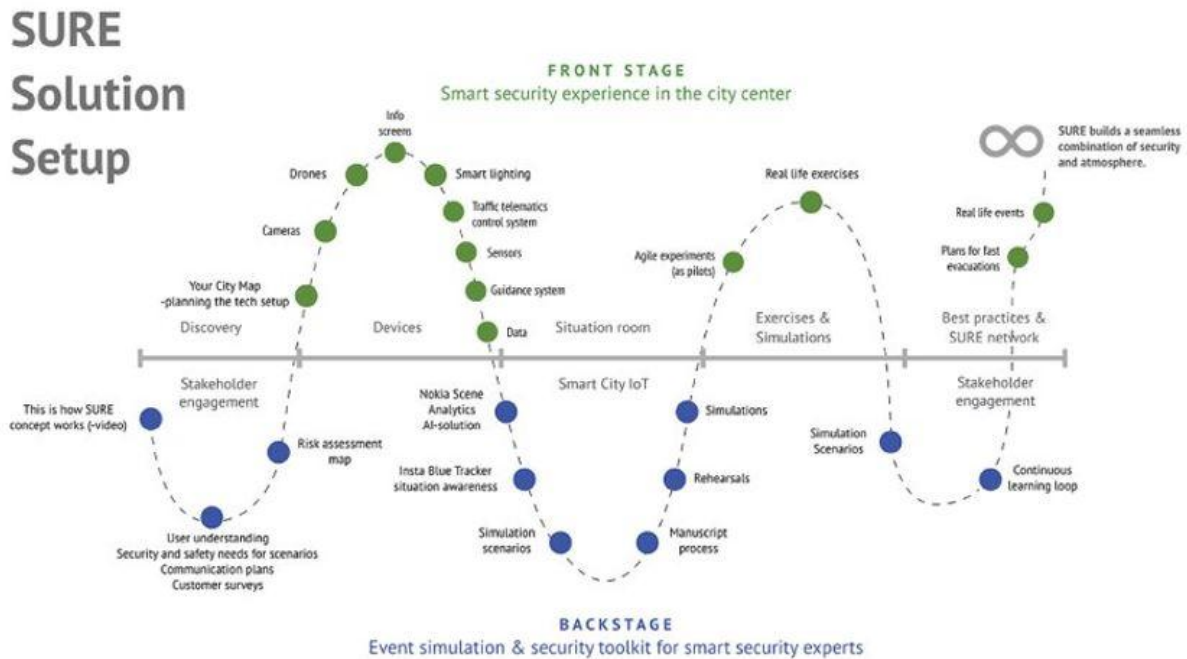 SURE
Solution
Setup
FRONT STAGE
Smart security experience in the city center
Info
screens
Drones
Smart lighting
Cameras
Traffic telematics
control system
Sensors
Your City Map
-planning the tech setup
Guidance system
Data
Real life exercises
Agile experiments
(as pilots)
SURE builds a seamless
combination of security
and atmosphere.
Real life events
Plans for fast
evacuations
Discovery
Devices
Situation room
Exercises &
Simulations
Best practices &
SURE network
Stakeholder
engagement
Smart City IoT
Stakeholder
engagement
This is how SURE
concept works (-video)
Risk assessment
map
User understanding
Security and safety needs for scenarios
Communication plans
Customer surveys
Nokia Scene
Analytics
AI-solution
Insta Blue Tracker
situation awareness
Simulation
scenarios
Simulations
Rehearsals
Manuscript
process
Simulation
Scenarios
Continuous
learning loop
BACKSTAGE
Event simulation & security toolkit for smart security experts